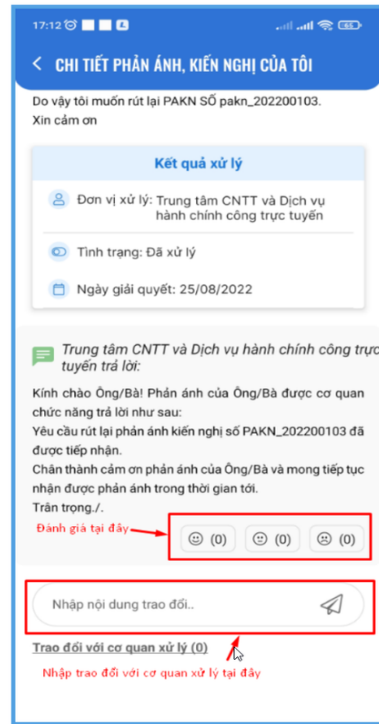 17:12
CHI TIẾT PHẢN ÁNH, KIẾN NGHỊ CỦA TÔI
Do vậy tôi muốn rút lại PAKN SỐ pakn_202200103.
Xin cảm ơn
Kết quả xử lý
Đơn vị xử lý: Trung tâm CNTT và Dịch vụ
hành chính công trực tuyến
Tình trạng: Đã xử lý
Ngày giải quyết: 25/08/2022
Trung tâm CNTT và Dịch vụ hành chính công trực
tuyến trả lời:
Kính chào Ông/Bà! Phản ánh của Ông/Bà được cơ quan
chức năng trả lời như sau:
Yêu cầu rút lại phản ánh kiến nghị số PAKN_202200103 đã
được tiếp nhận.
Chân thành cảm ơn phản ánh của Ông/Bà và mong tiếp tục
nhận được phản ánh trong thời gian tới.
Trân trọng./.
Đánh giá tại đây
(0) (0) (0)
Nhập nội dung trao đổi..
Trao đổi với cơ quan xử lý (0)
Nhập trao đổi với cơ quan xử lý tại đây